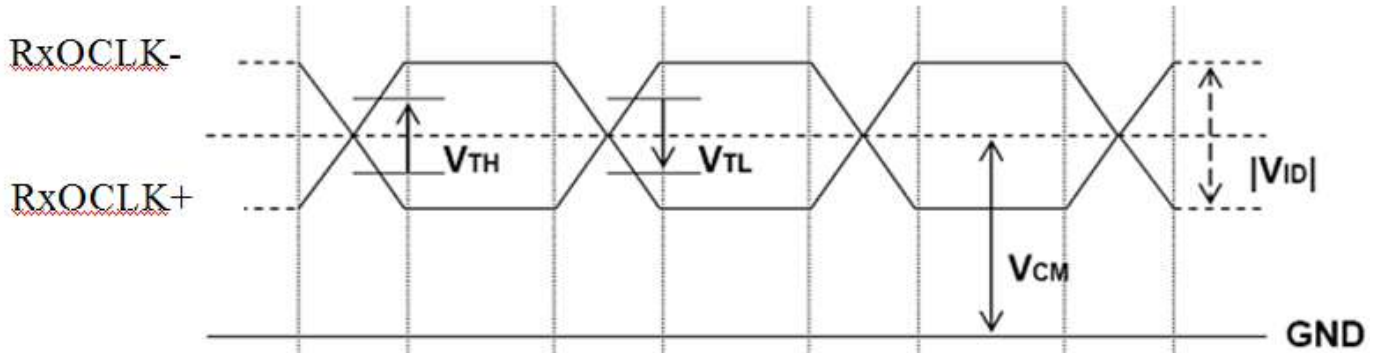 RxOCLK-
VTH
VTL
|VID|
RxOCLK+
VCM
GND